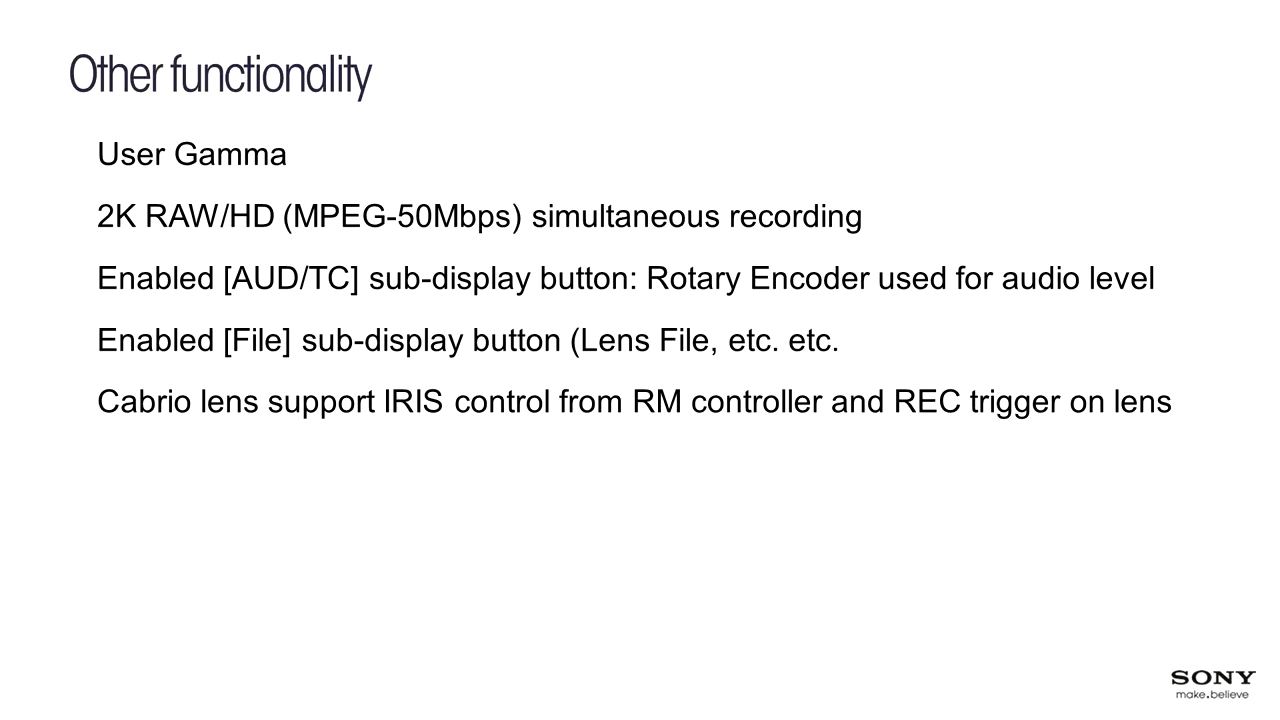 Other functionality
User Gamma
2K RAW/HD (MPEG-50Mbps) simultaneous recording
Enabled [AUD/TC] sub-display button: Rotary Encoder used for audio level
Enabled [File] sub-display button (Lens File, etc. etc.
Cabrio lens support IRIS control from RM controller and REC trigger on lens
SONY
make.believe